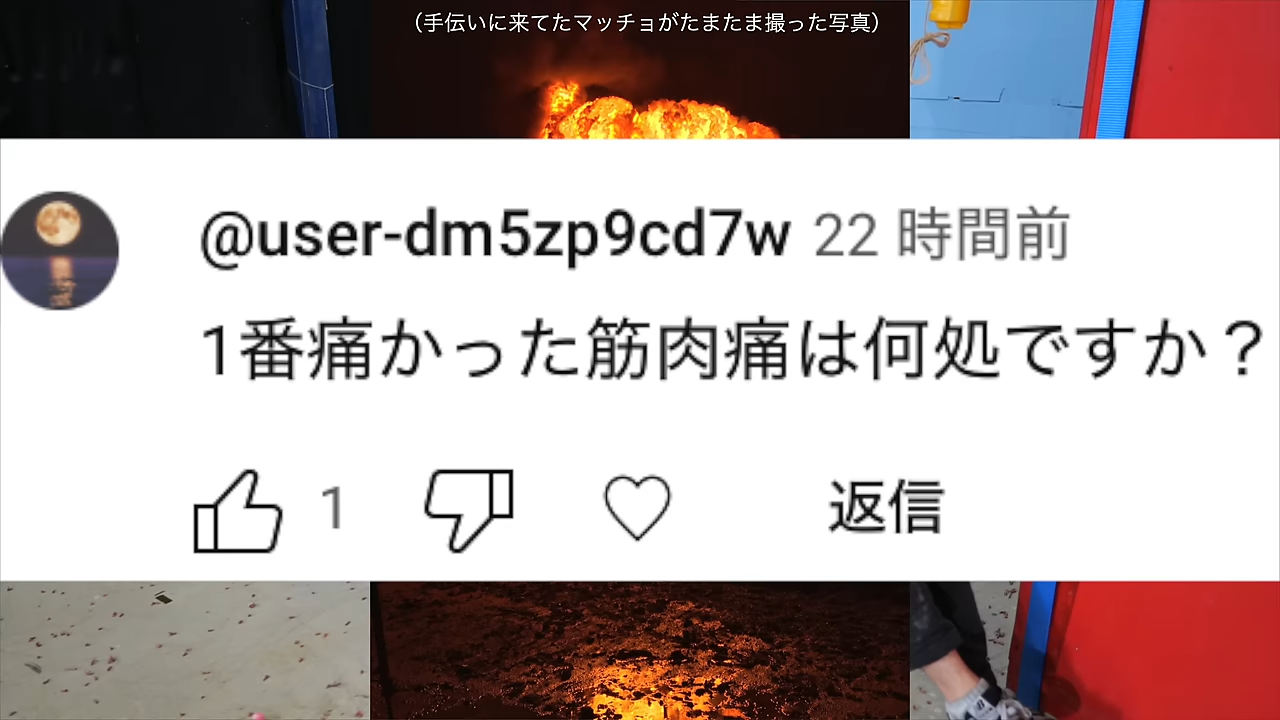 （手伝いに来てたマッチョがたまたま撮った写真）
@user-dm5zp9cd7w 22 時間前
1番痛かった筋肉痛は何処ですか？
1 返信